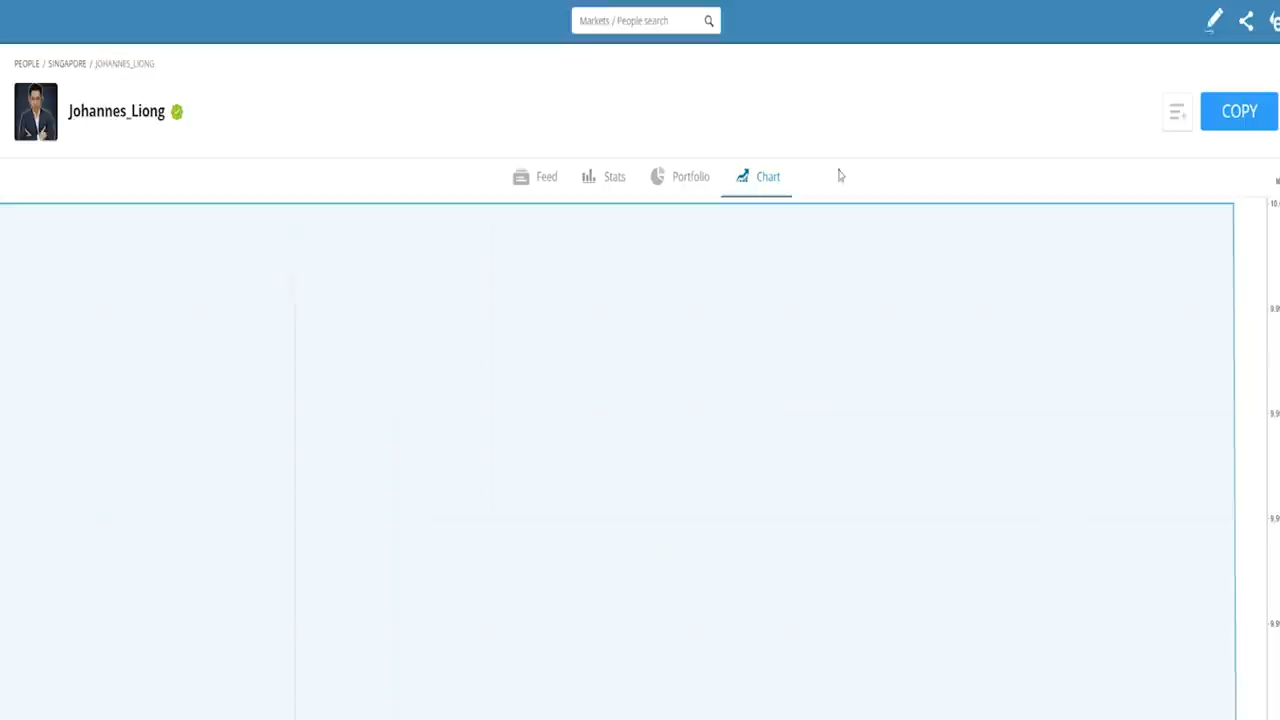 Markets / People search
PEOPLE / SINGAPORE / JOHANNES_LIONG
Johannes_Liong
COPY
Feed
Stats
Portfolio
Chart